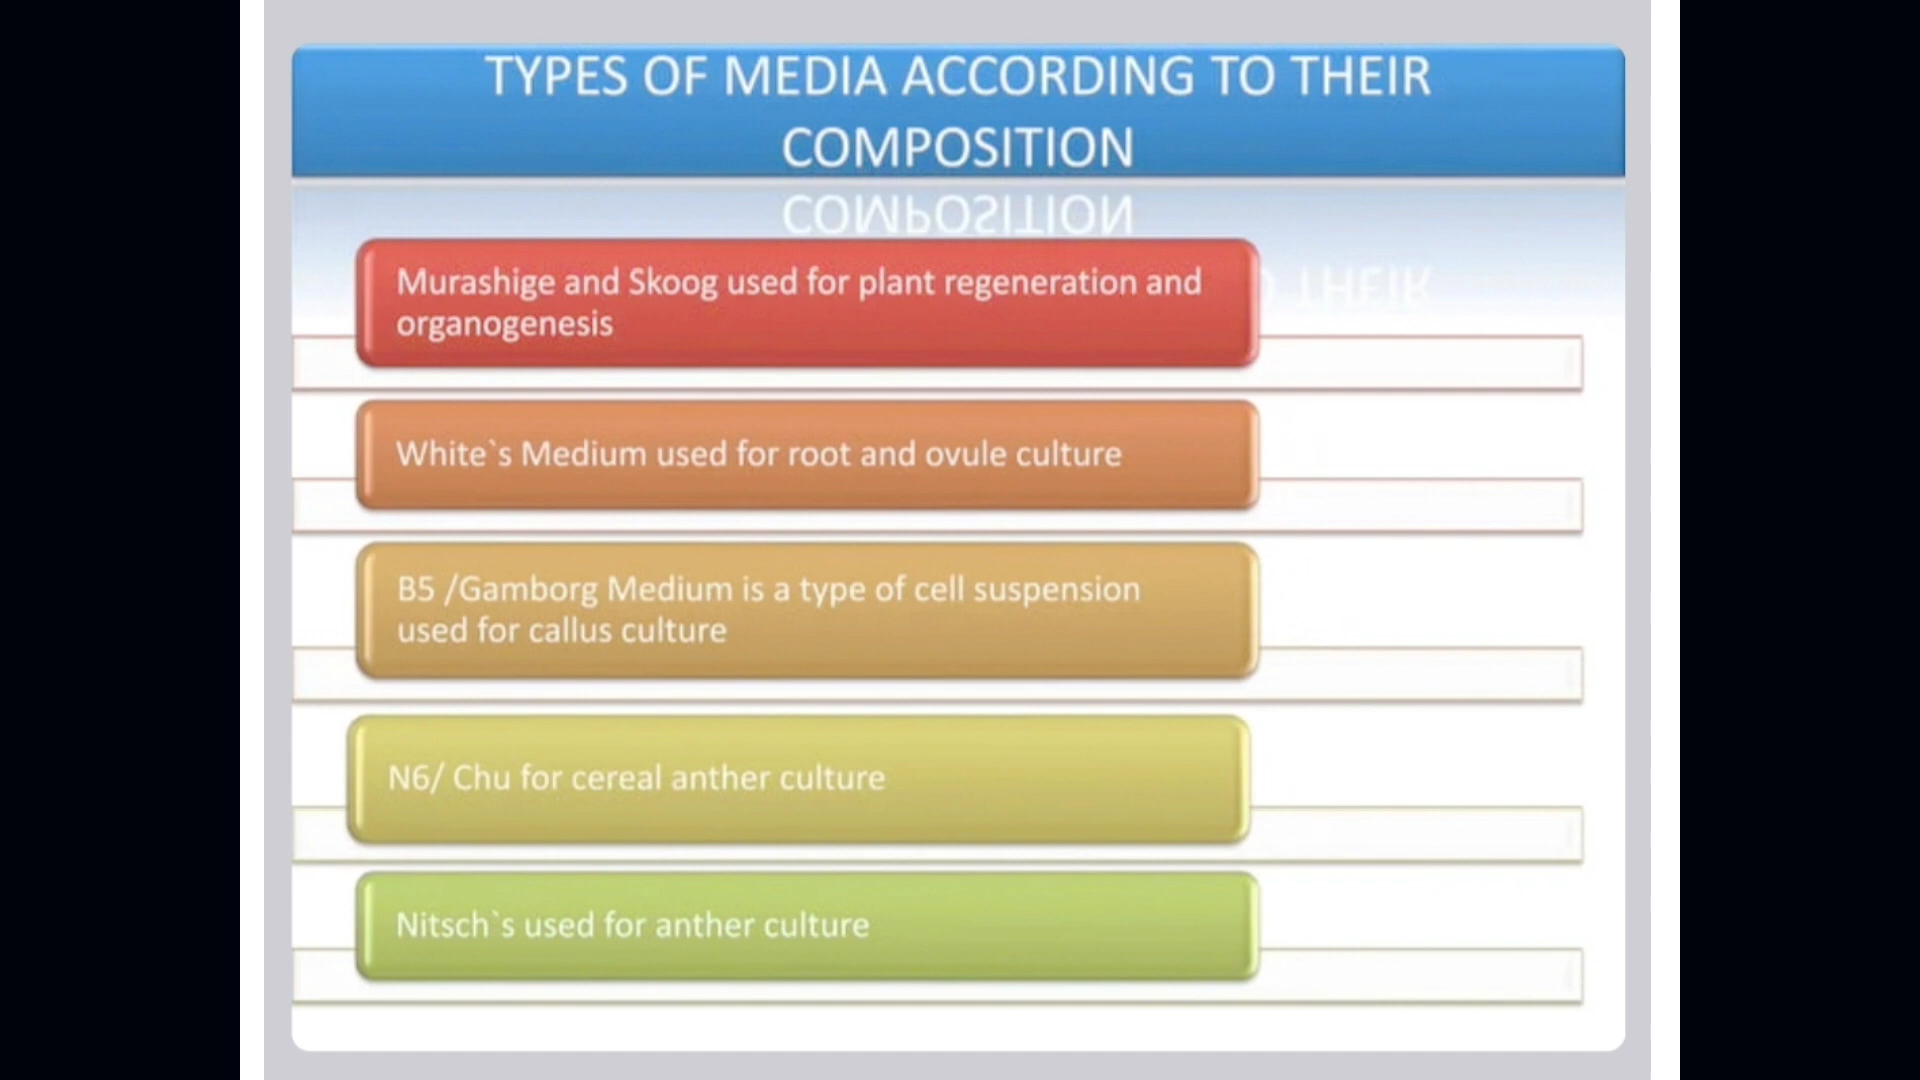 TYPES OF MEDIA ACCORDING TO THEIR
COMPOSITION
Murashige and Skoog used for plant regeneration and
organogenesis
White`s Medium used for root and ovule culture
B5 /Gamborg Medium is a type of cell suspension
used for callus culture
N6/ Chu for cereal anther culture
Nitsch`s used for anther culture